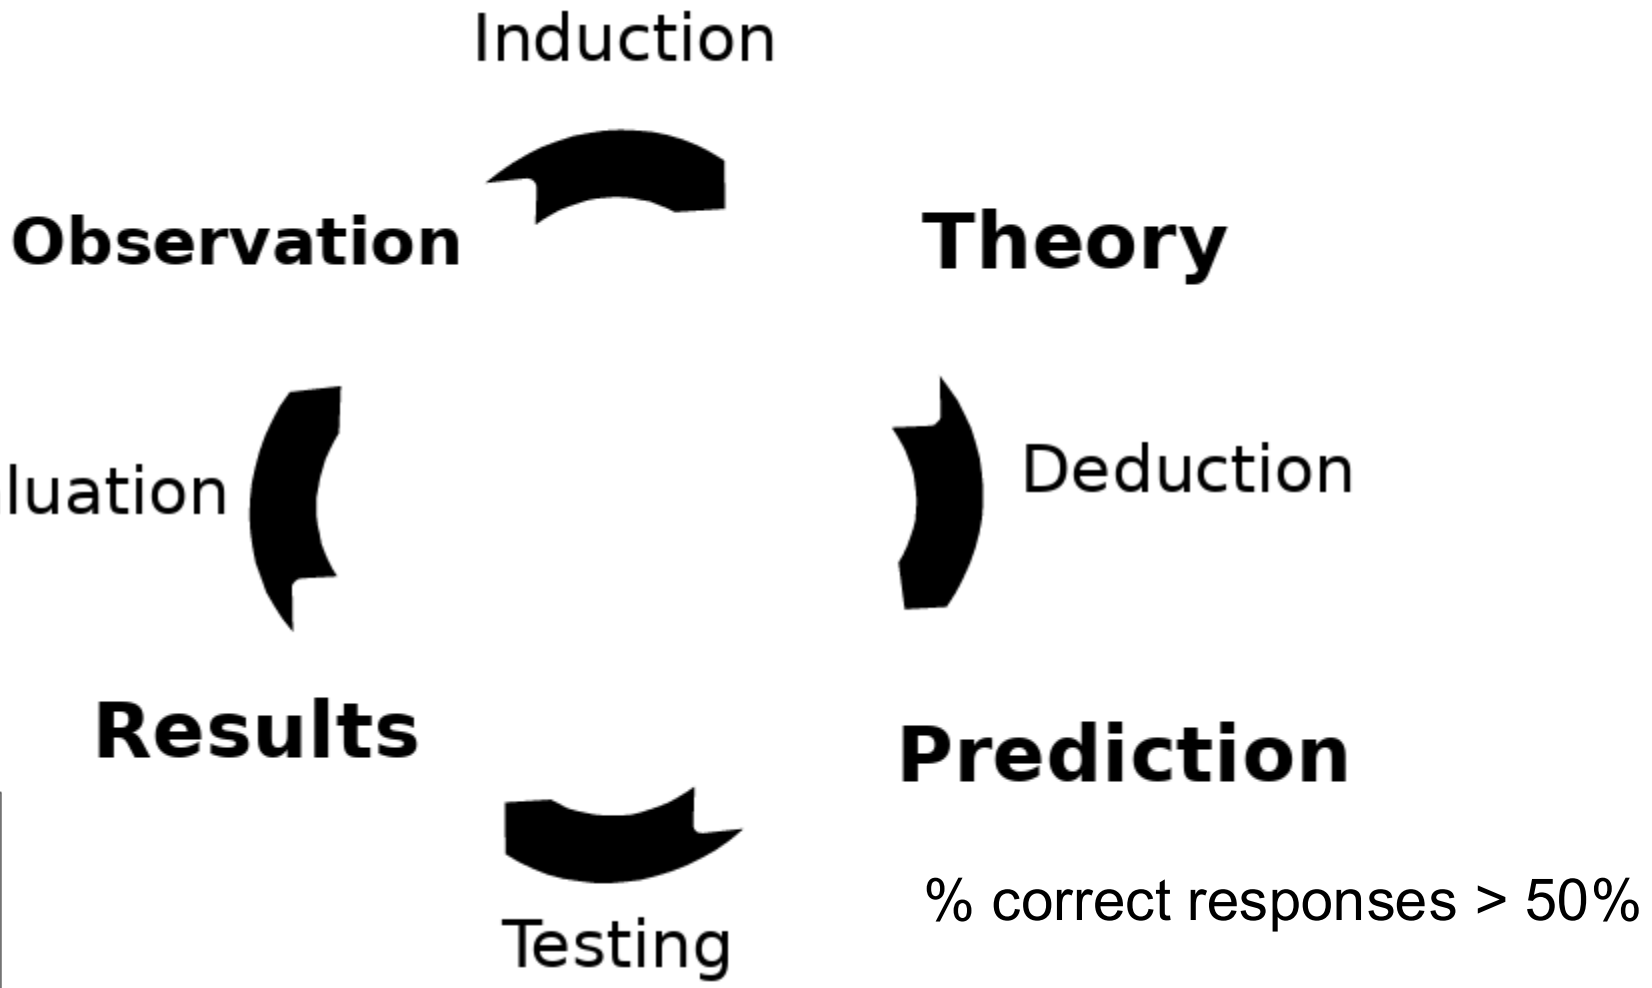 Induction
Observation
Theory
luation
Deduction
Results
Prediction
% correct responses > 50%
Testing